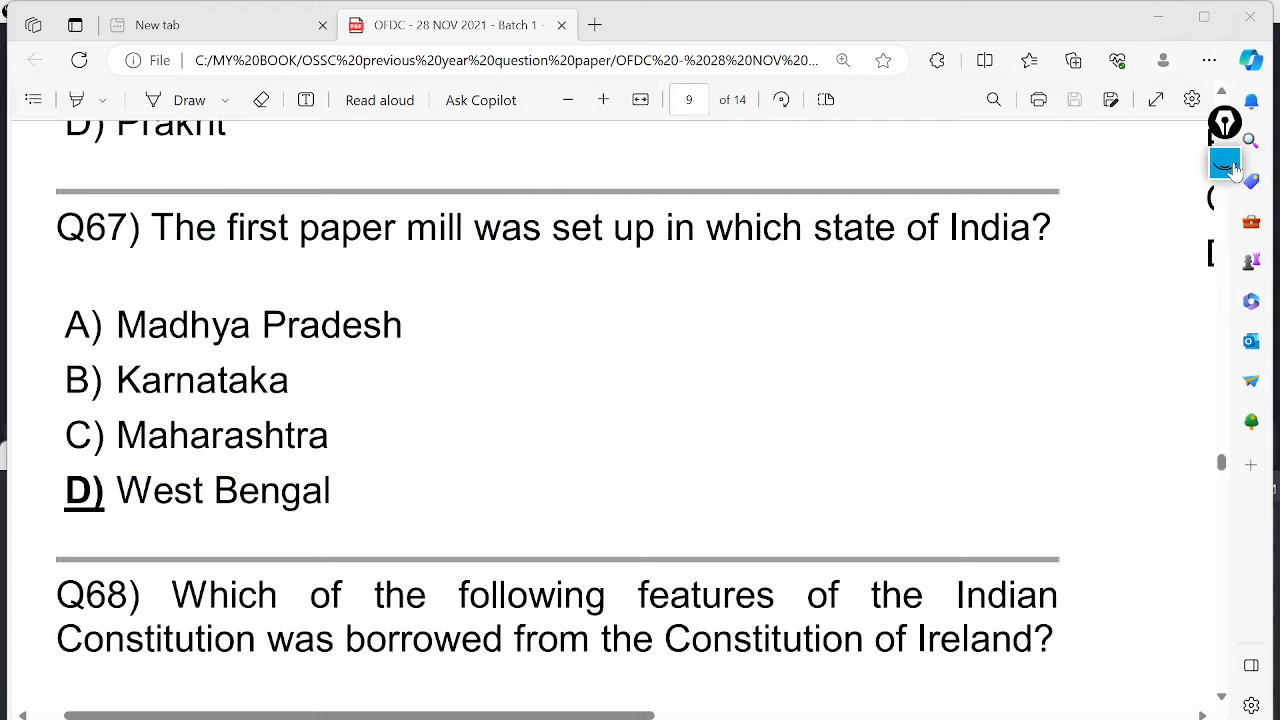 New tab
OFDC - 28 NOV 2021 - Batch 1 -
File
C:/MY%20BOOK/OSSC%20previous%20year%20question%20paper/OFDC%20-%2028%20NOV%20...
Draw
Read aloud
Ask Copilot
9
of 14
D) Prakrit
Q67) The first paper mill was set up in which state of India?
A) Madhya Pradesh
B) Karnataka
C) Maharashtra
D) West Bengal
Q68) Which of the following features of the Indian
Constitution was borrowed from the Constitution of Ireland?